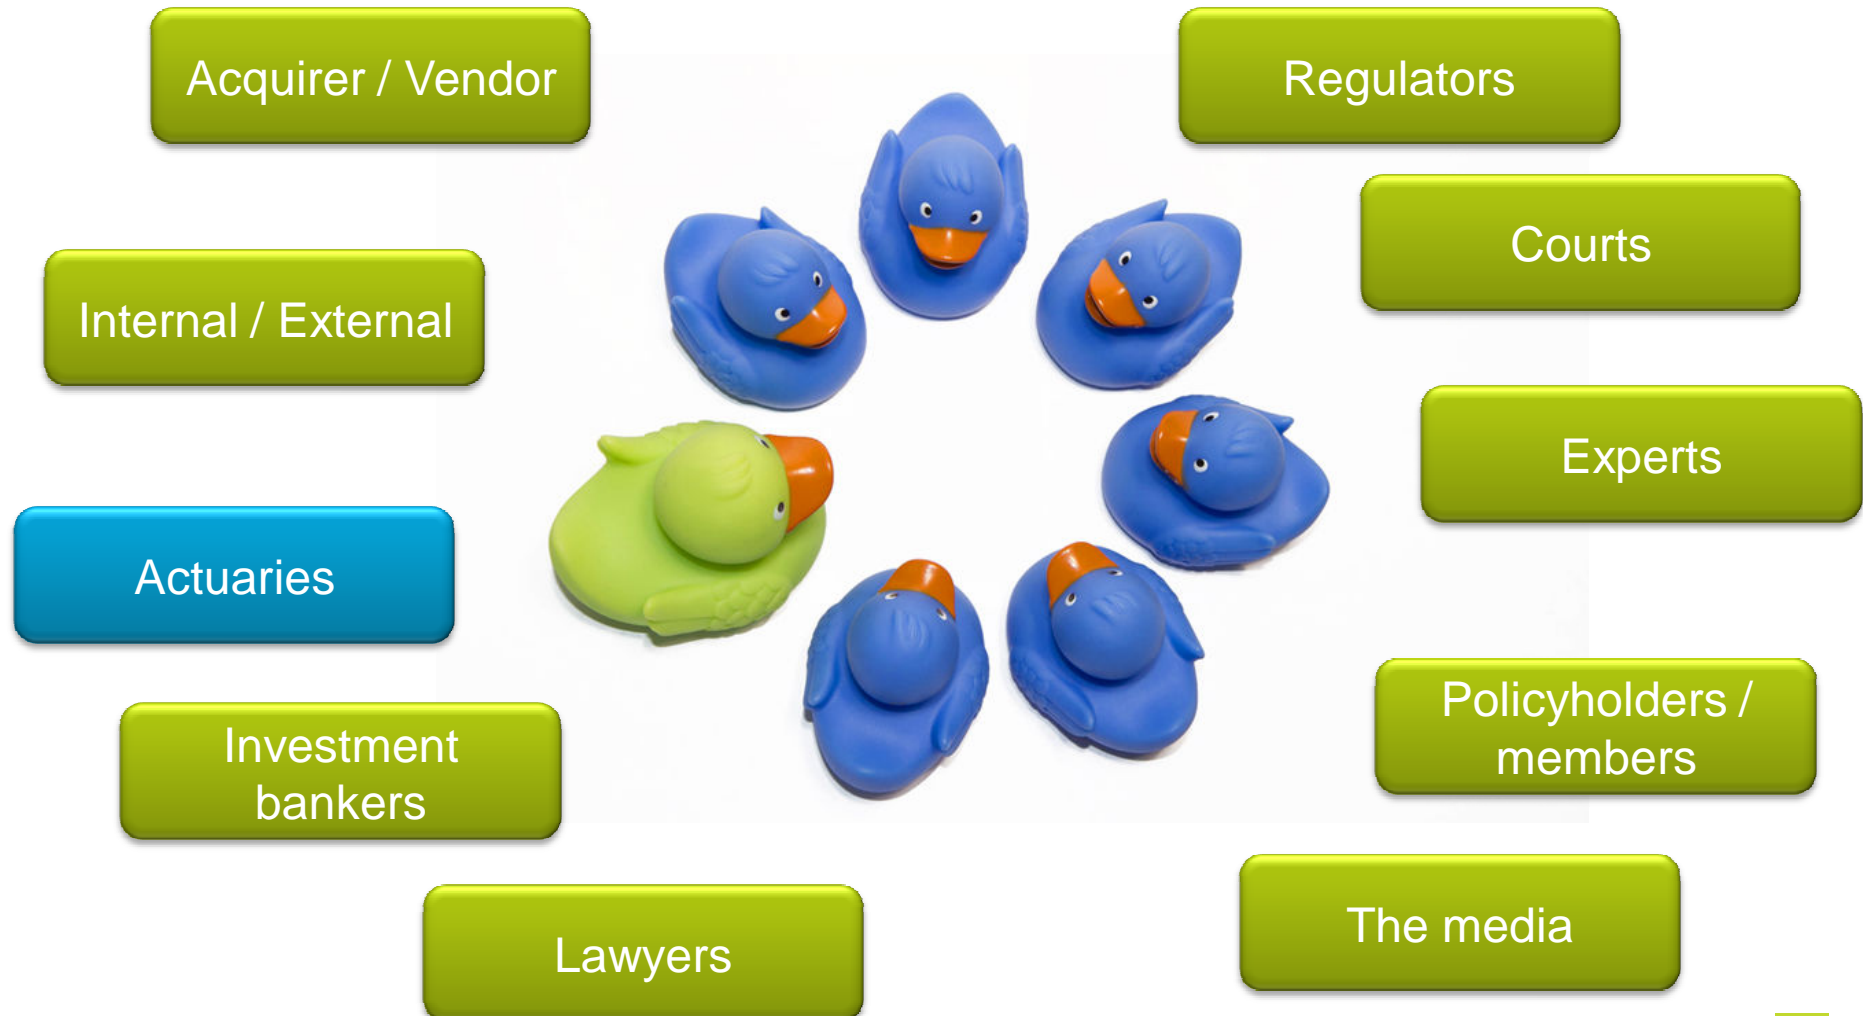 Acquirer / Vendor
Regulators
Courts
Internal / External
Experts
Actuaries
Policyholders /
members
Investment
bankers
The media
Lawyers